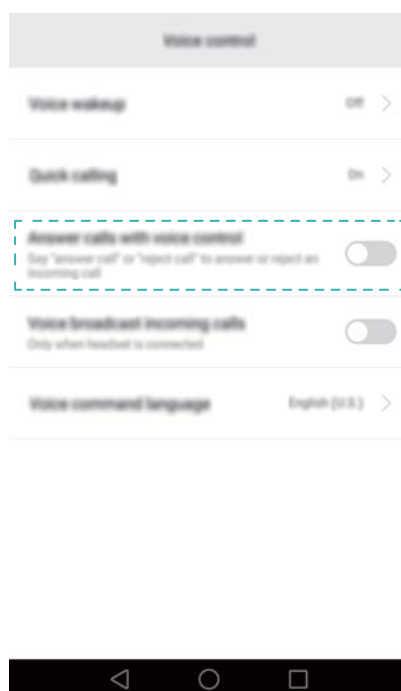 Voice control
Voice wakeup Off
Quick calling On
Answer calls with voice control
Say "answer call" or "reject call" to answer or reject an
incoming call
Voice broadcast incoming calls
Only when headset is connected
Voice command language English (U.S.)